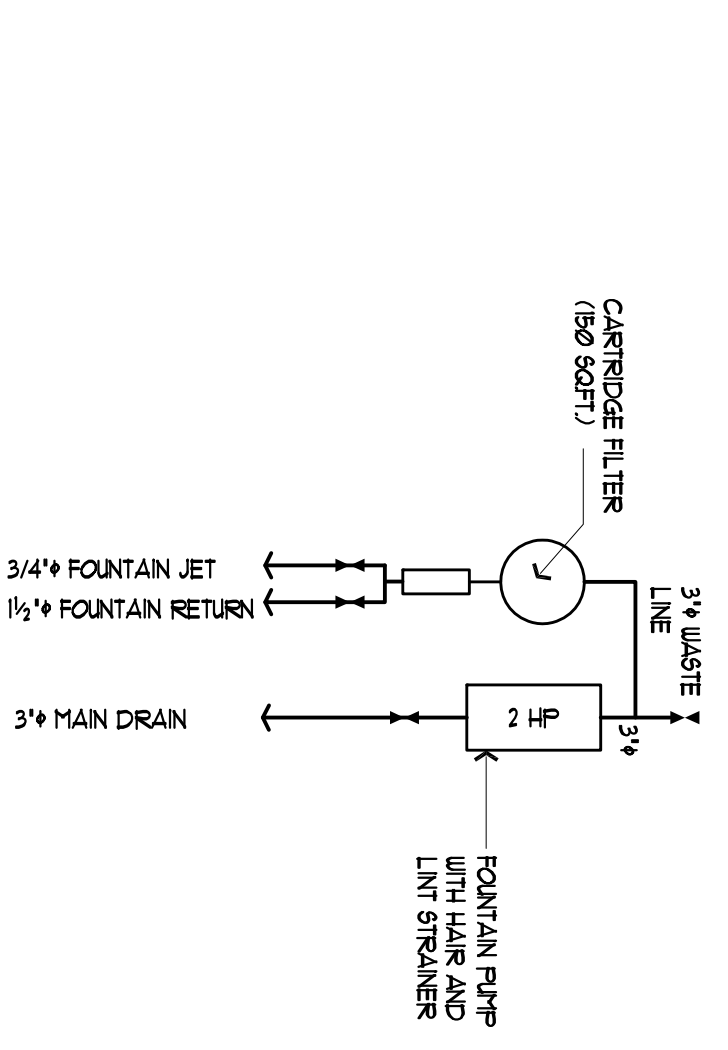 CARTRIDGE FILTER
(150 SQ.FT.)
3"ϕ WASTE
LINE
3/4"ϕ FOUNTAIN JET
1½"ϕ FOUNTAIN RETURN
3"ϕ MAIN DRAIN
2 HP
3"ϕ
FOUNTAIN PUMP
WITH HAIR AND
LINT STRAINER